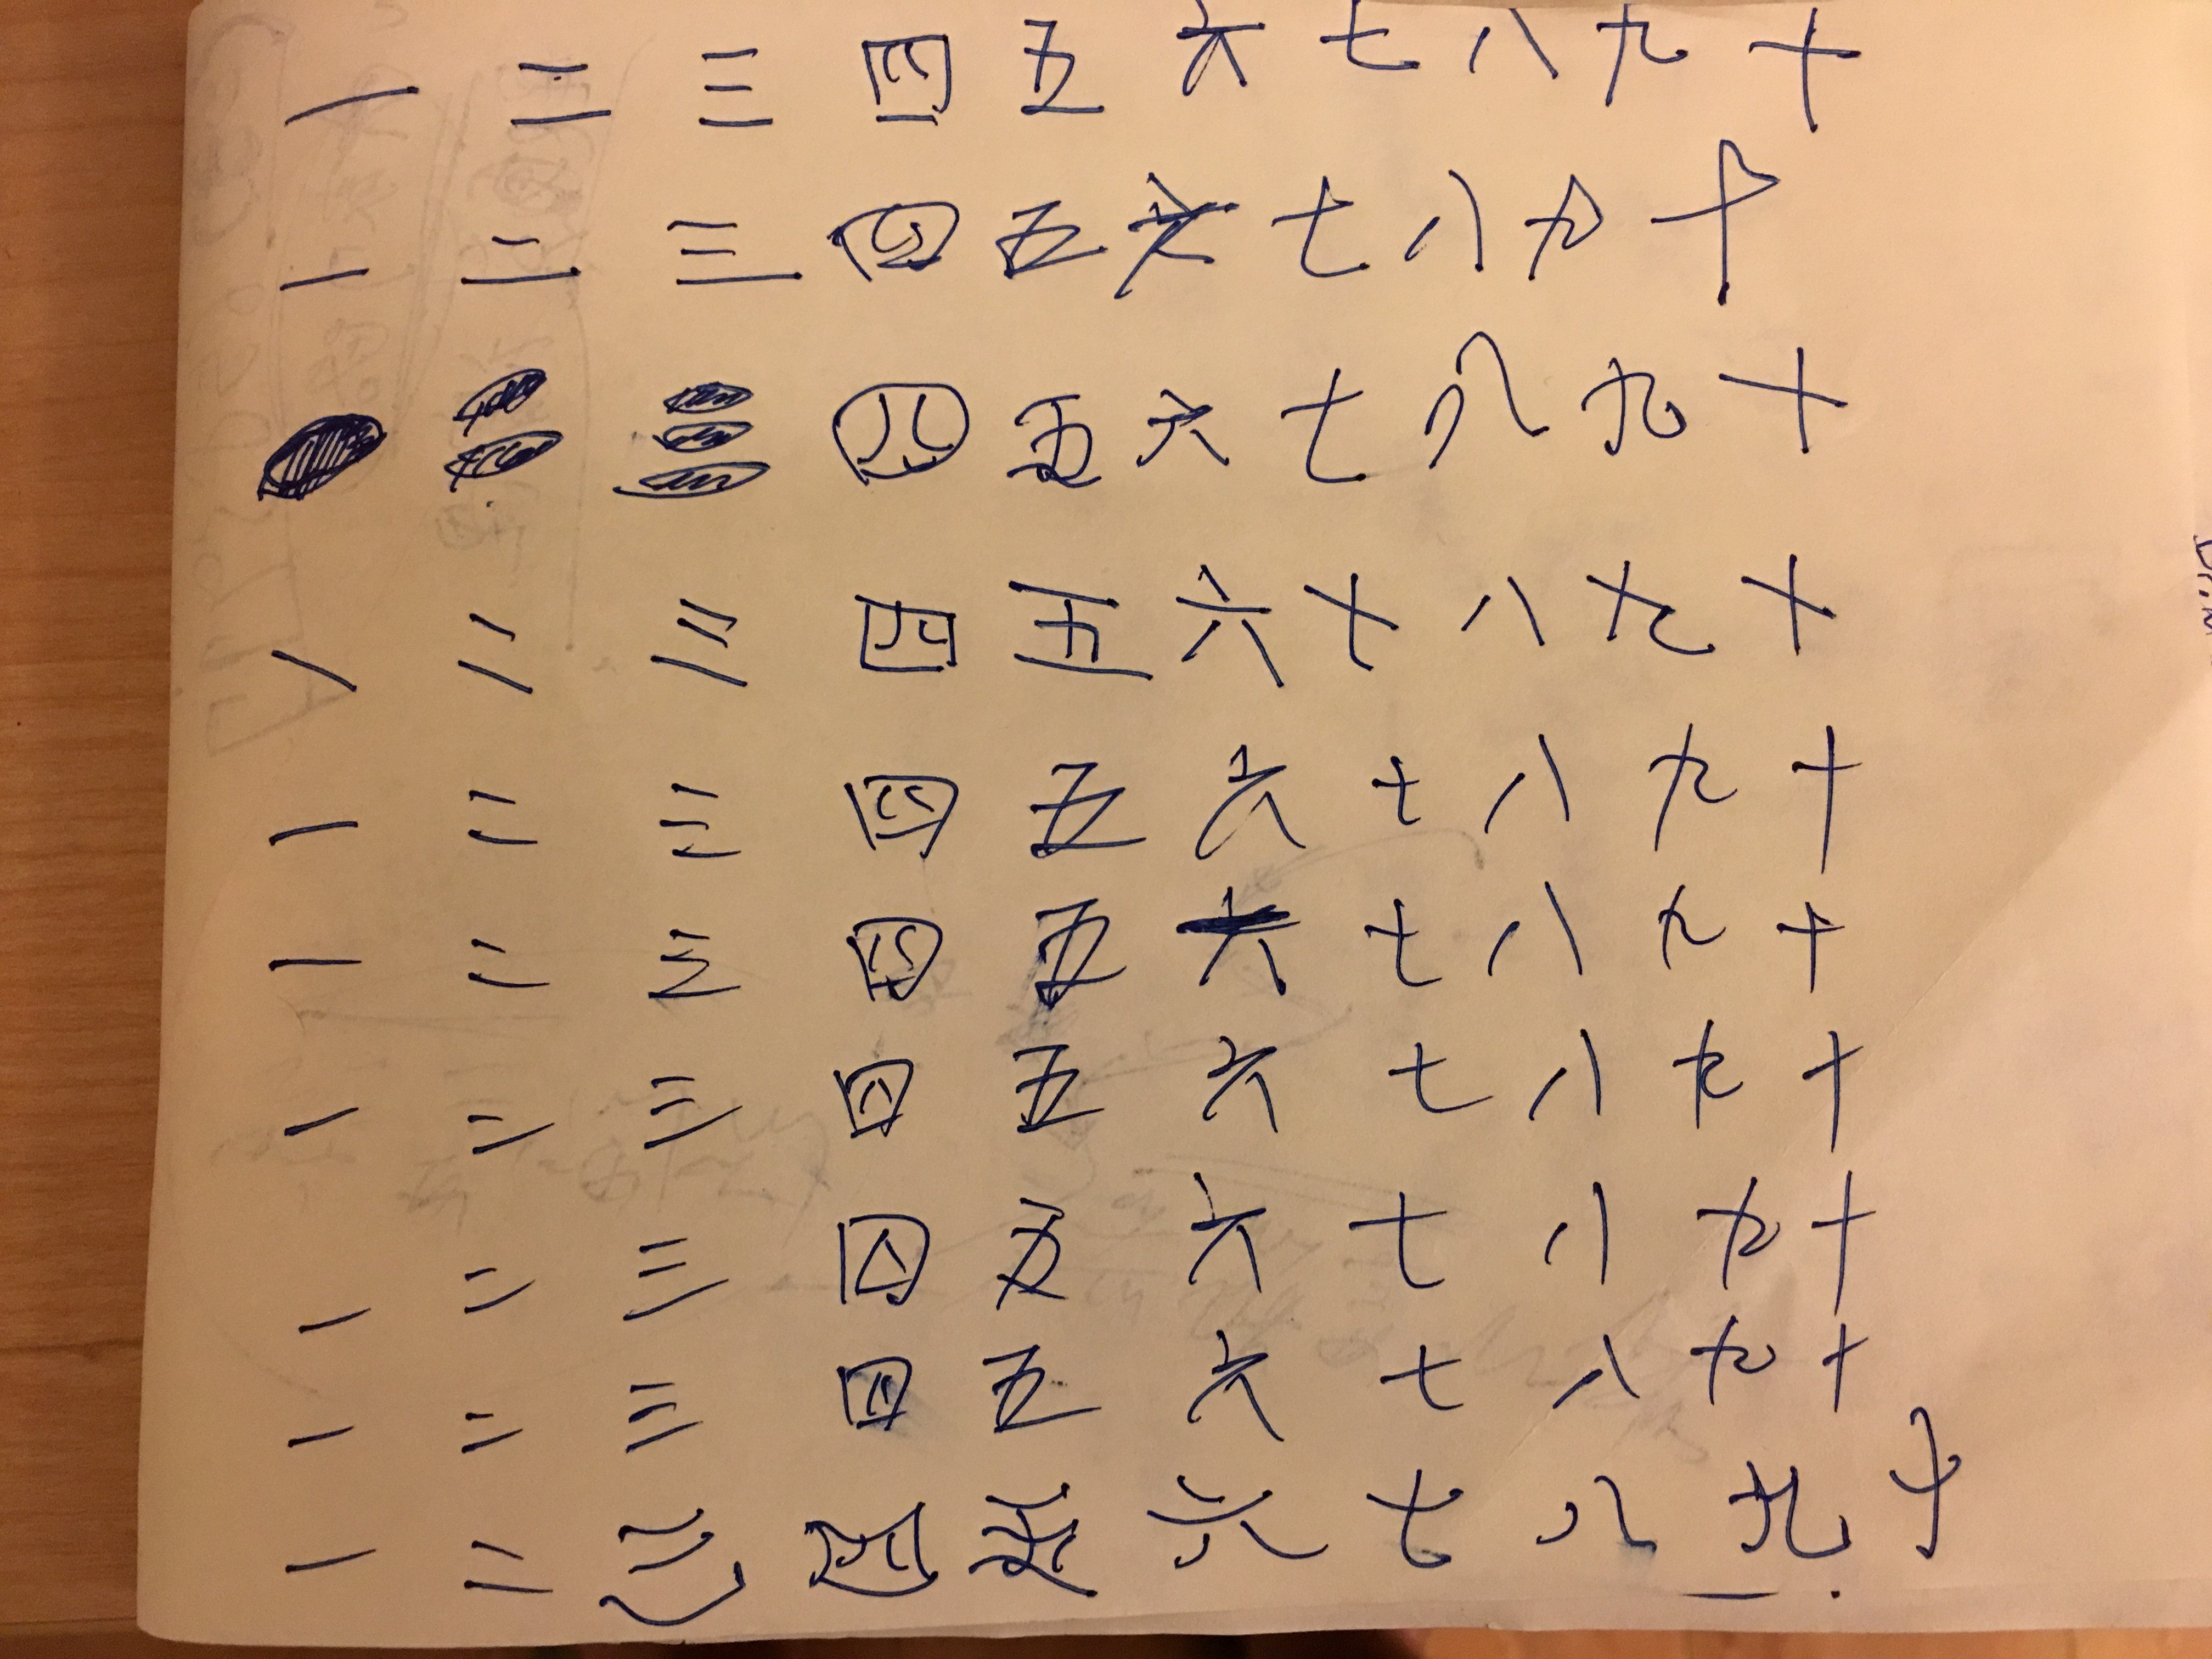 一 二 三 四 五 六 七 八 九 十
一 二 三 四 五 六 七 八 九 十
一 二 三 四 五 六 七 八 九 十
一 二 三 四 五 六 七 八 九 十
一 二 三 四 五 六 七 八 九 十
一 二 三 四 五 六 七 八 九 十
一 二 三 四 五 六 七 八 九 十
一 二 三 四 五 六 七 八 九 十
一 二 三 四 五 六 七 八 九 十
一 二 三 四 五 六 七 八 九 十